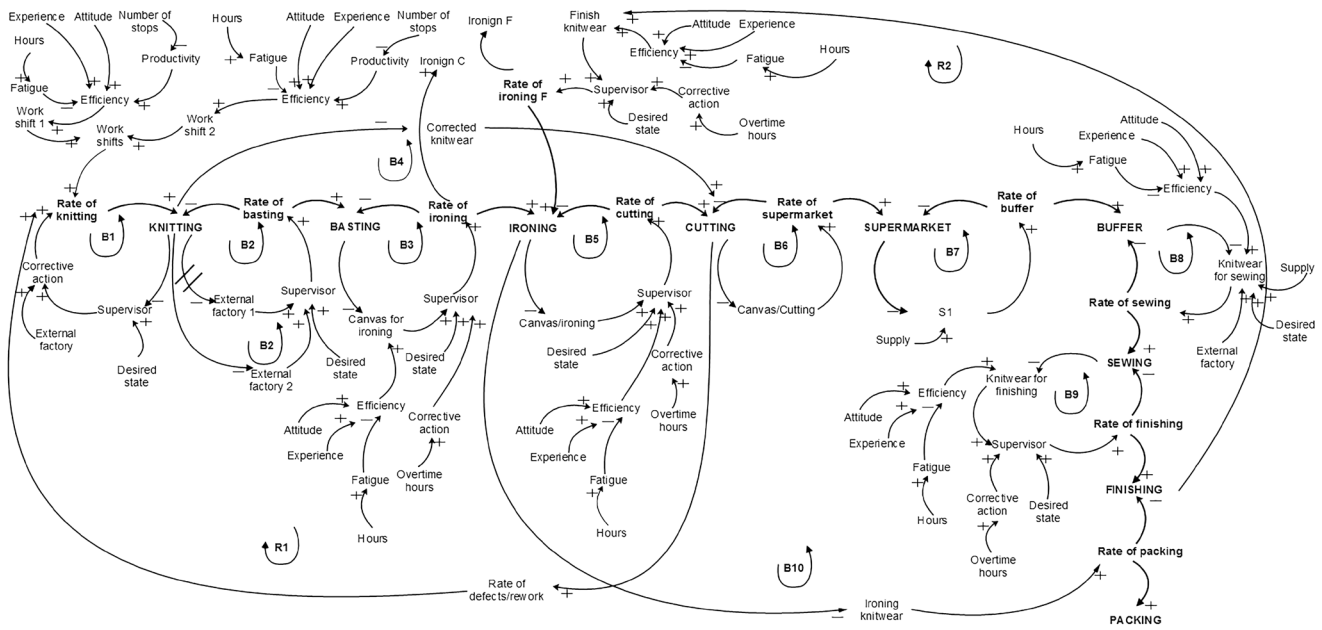 Experience
Attitude
Number of
stops
Hours
Productivity
Fatigue
Efficiency
Work
shift 1
Work
shifts
Work
shift 2
Hours
Attitude
Experience
Number of
stops
Fatigue
Productivity
Efficiency
Ironign C
Ironign F
Rate of
ironing F
Finish
knitwear
Attitude
Experience
Efficiency
Fatigue
Hours
Supervisor
Corrective
action
Desired
state
Overtime
hours
R2
Corrected
knitwear
B4
Hours
Attitude
Experience
Fatigue
Efficiency
Rate of
knitting
B1
KNITTING
Rate of
basting
B2
BASTING
Rate of
ironing
B3
IRONING
Rate of
cutting
B5
CUTTING
Rate of
supermarket
B6
SUPERMARKET
Rate of
buffer
B7
BUFFER
B8
Knitwear
for sewing
Supply
Corrective
action
Supervisor
External
factory
Desired
state
External
factory 1
Supervisor
B2
External
factory 2
Desired
state
Canvas for
ironing
Supervisor
Desired
state
Efficiency
Attitude
Experience
Corrective
action
Fatigue
Overtime
hours
Hours
Canvas/ironing
Supervisor
Desired
state
Corrective
action
Efficiency
Attitude
Overtime
hours
Experience
Fatigue
Hours
Canvas/Cutting
S1
Supply
Rate of sewing
External
factory
Desired
state
SEWING
Knitwear for
finishing
B9
Efficiency
Attitude
Experience
Rate of finishing
Supervisor
Fatigue
Hours
Corrective
action
Desired
state
Overtime
hours
FINISHING
Rate of packing
PACKING
R1
Rate of
defects/rework
B10
Ironing
knitwear